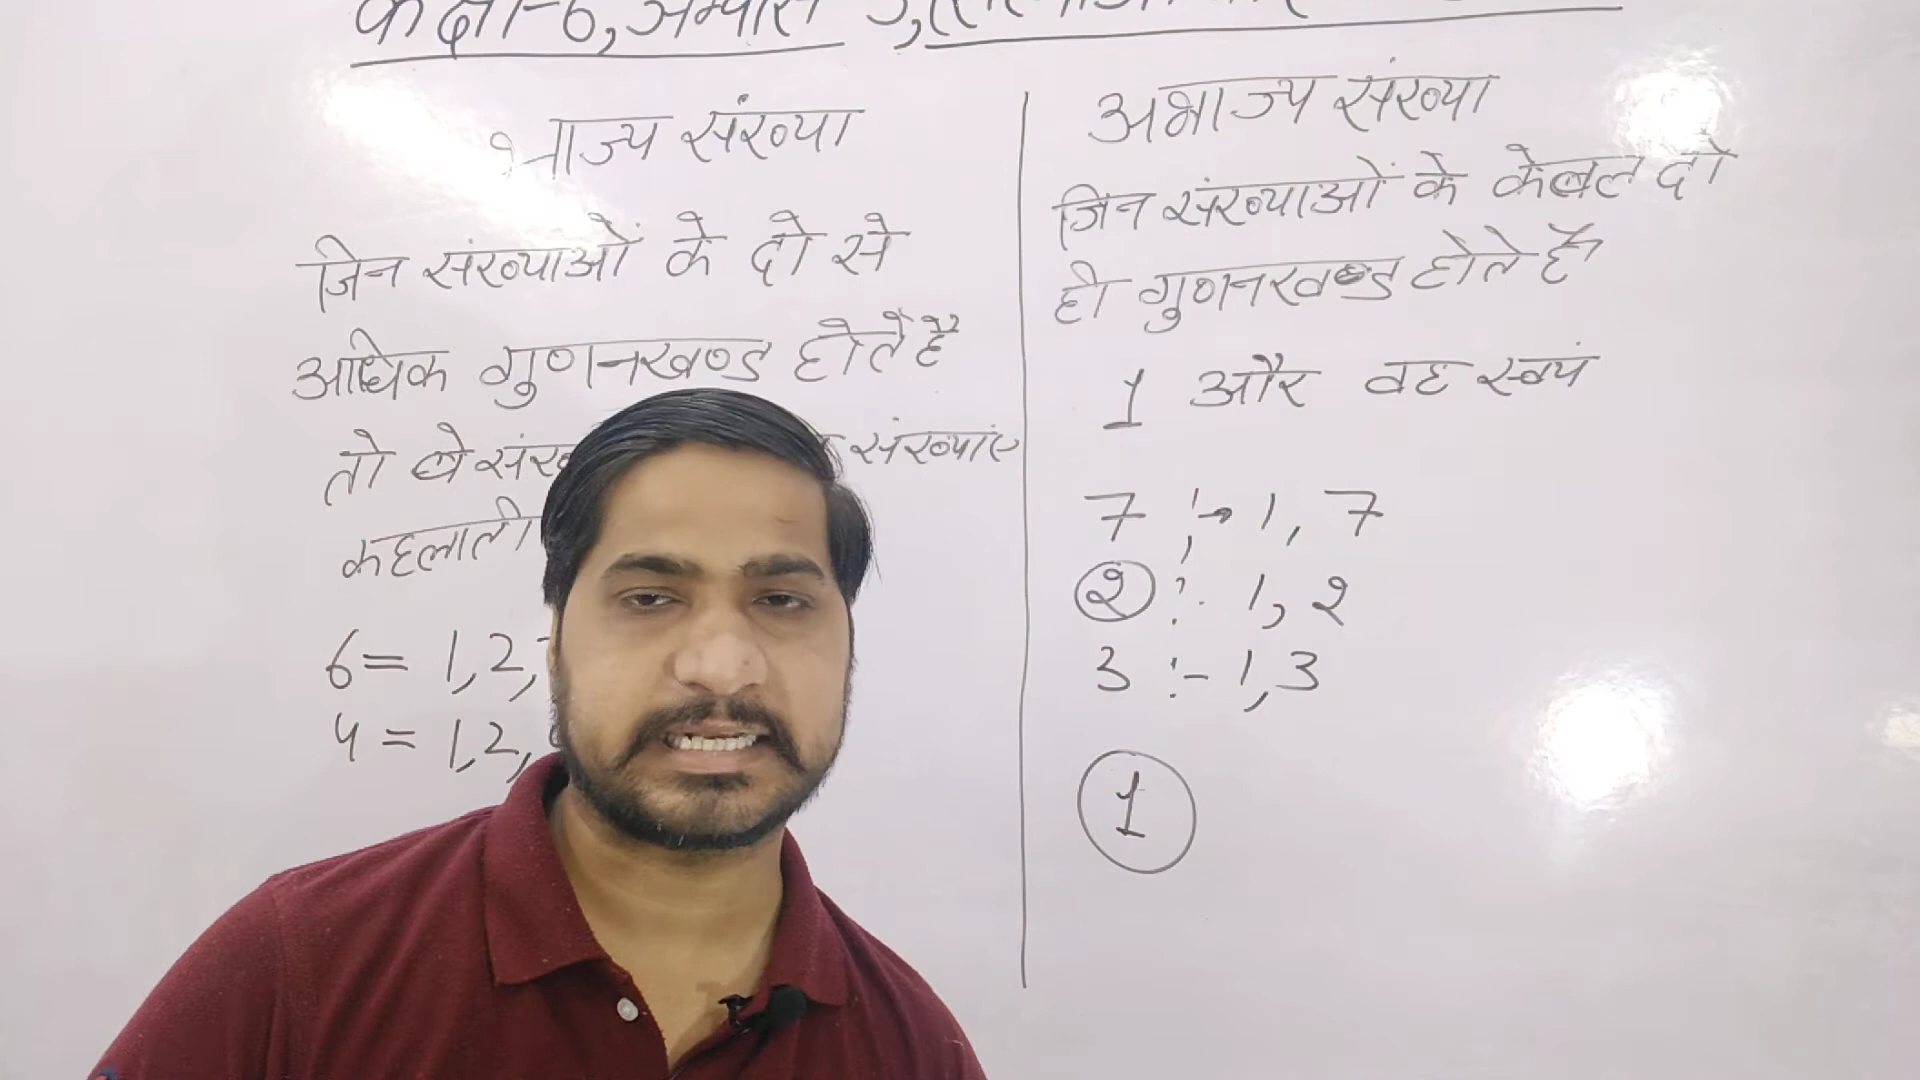 कक्षा-6, अभ्यास
भाज्य संख्या
जिन संख्याओं के दो से
अधिक गुणनखण्ड होते है
तो वे संख्याएं
कहलाती
6 = 1, 2,
4 = 1, 2,
अभाज्य संख्या
जिन संख्याओं के केवल दो
ही गुणनखण्ड होते है
1 और वह स्वयं
7 :→ 1, 7
2 :- 1, 2
3 :- 1, 3
1